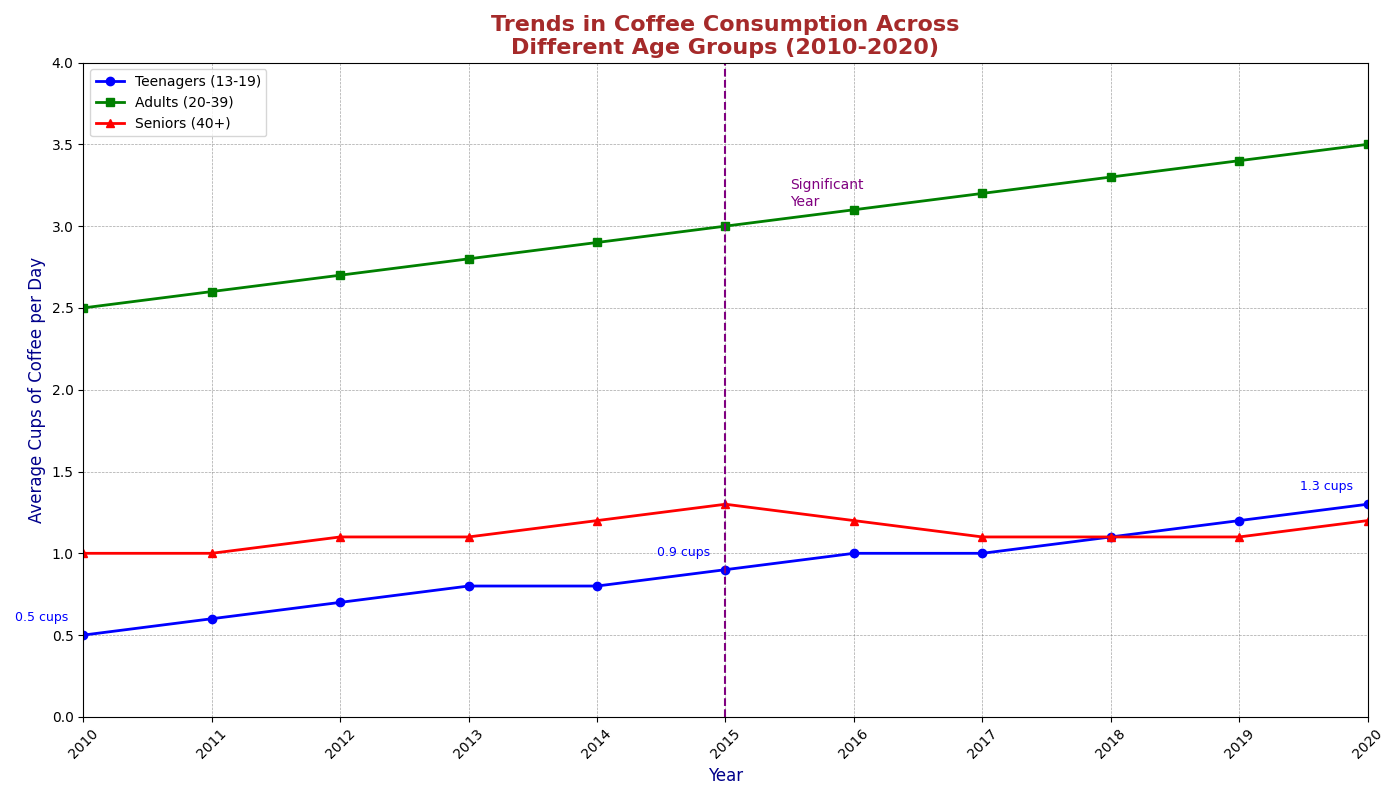 Trends in Coffee Consumption Across
Different Age Groups (2010-2020)
Teenagers (13-19)
Adults (20-39)
Seniors (40+)
Significant
Year
1.3 cups
0.9 cups
0.5 cups
Average Cups of Coffee per Day
4.0
3.5
3.0
2.5
2.0
1.5
1.0
0.5
0.0
2010
2011
2012
2013
2014
2015
2016
2017
2018
2019
2020
Year